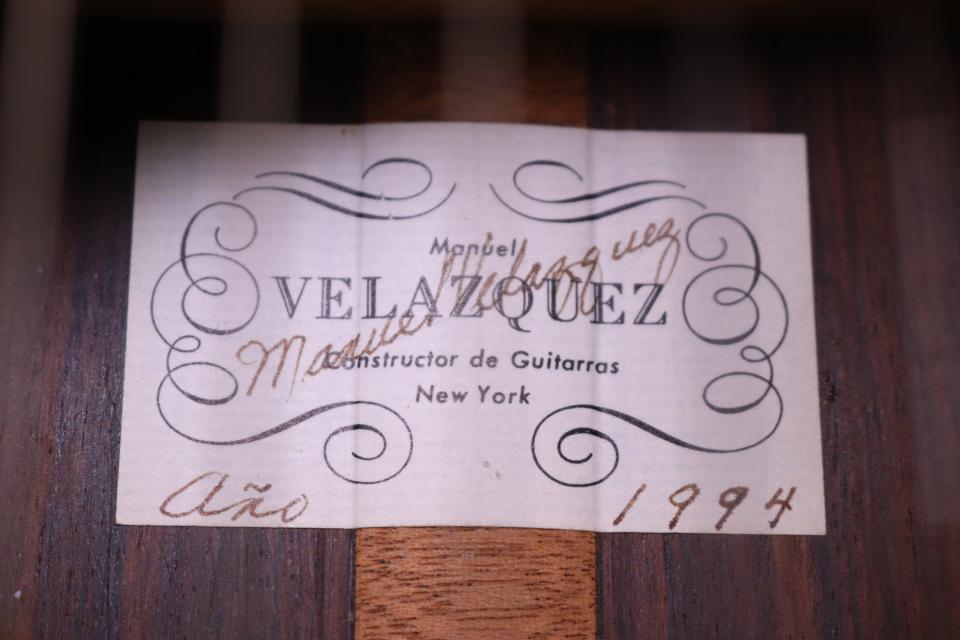 Manuel
VELAZQUEZ
Manuel Velazquez
Constructor de Guitarras
New York
Año 1994